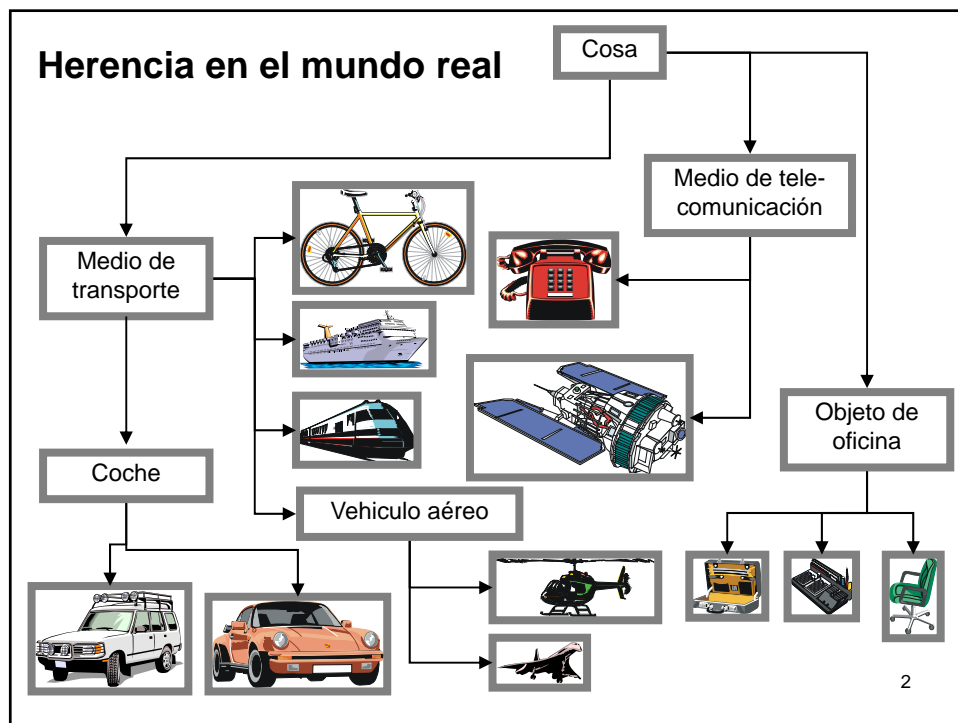 Herencia en el mundo real
Cosa
Medio de tele-
comunicación
Medio de
transporte
Objeto de
oficina
Coche
Vehiculo aéreo
2